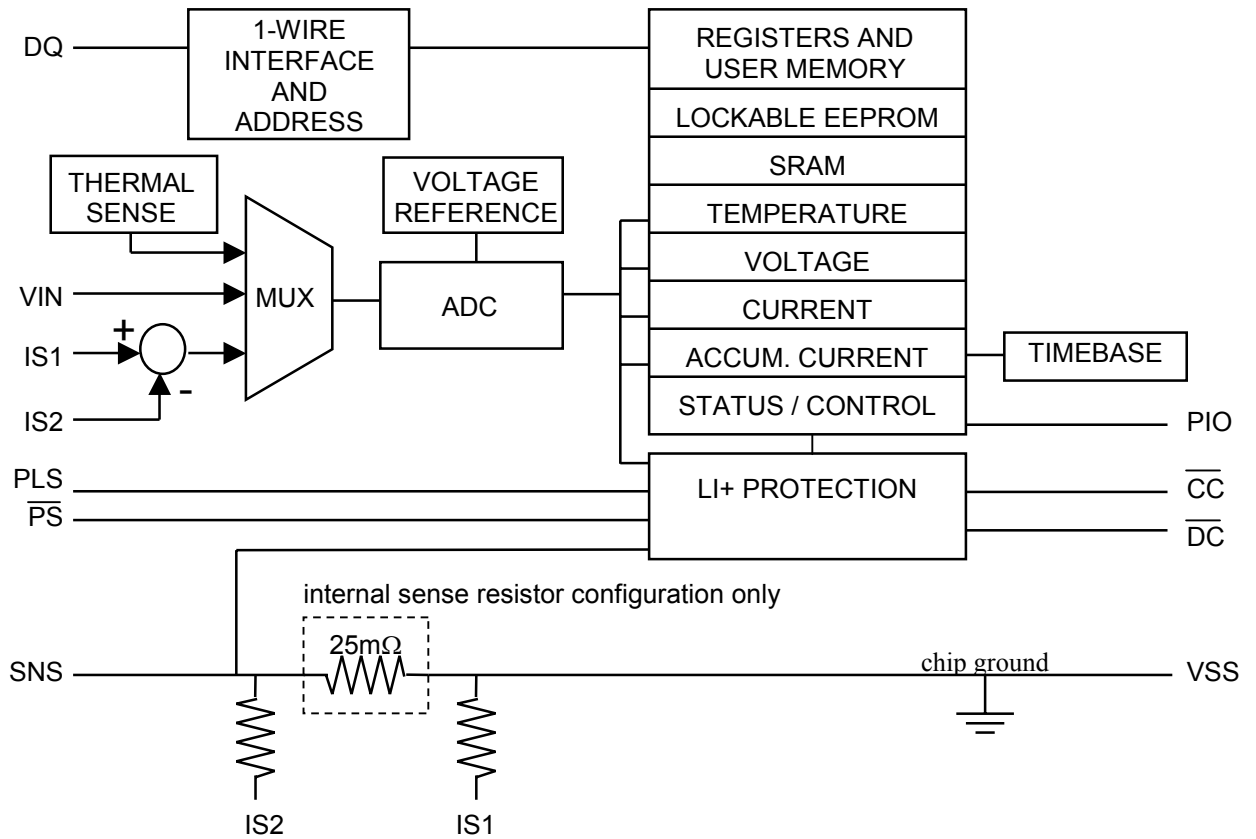 DQ
1-WIRE
INTERFACE
AND
ADDRESS
REGISTERS AND
USER MEMORY
LOCKABLE EEPROM
SRAM
TEMPERATURE
VOLTAGE
CURRENT
ACCUM. CURRENT
STATUS / CONTROL
THERMAL
SENSE
VOLTAGE
REFERENCE
MUX
ADC
VIN
+
IS1
-
IS2
TIMEBASE
PIO
PLS
PS
LI+ PROTECTION
CC
DC
internal sense resistor configuration only
25mΩ
SNS
chip ground
VSS
IS2
IS1